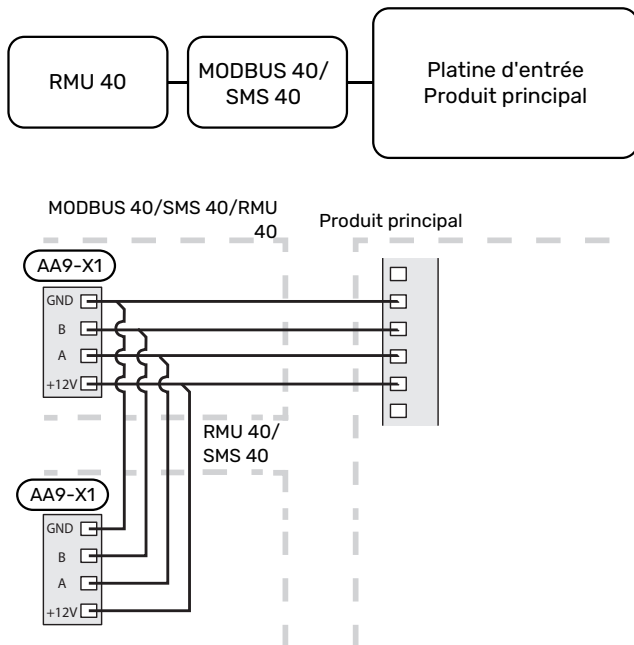 RMU 40
MODBUS 40/
SMS 40
Platine d'entrée
Produit principal
MODBUS 40/SMS 40/RMU
40
Produit principal
AA9-X1
GND
B
A
+12V
RMU 40/
SMS 40
AA9-X1
GND
B
A
+12V